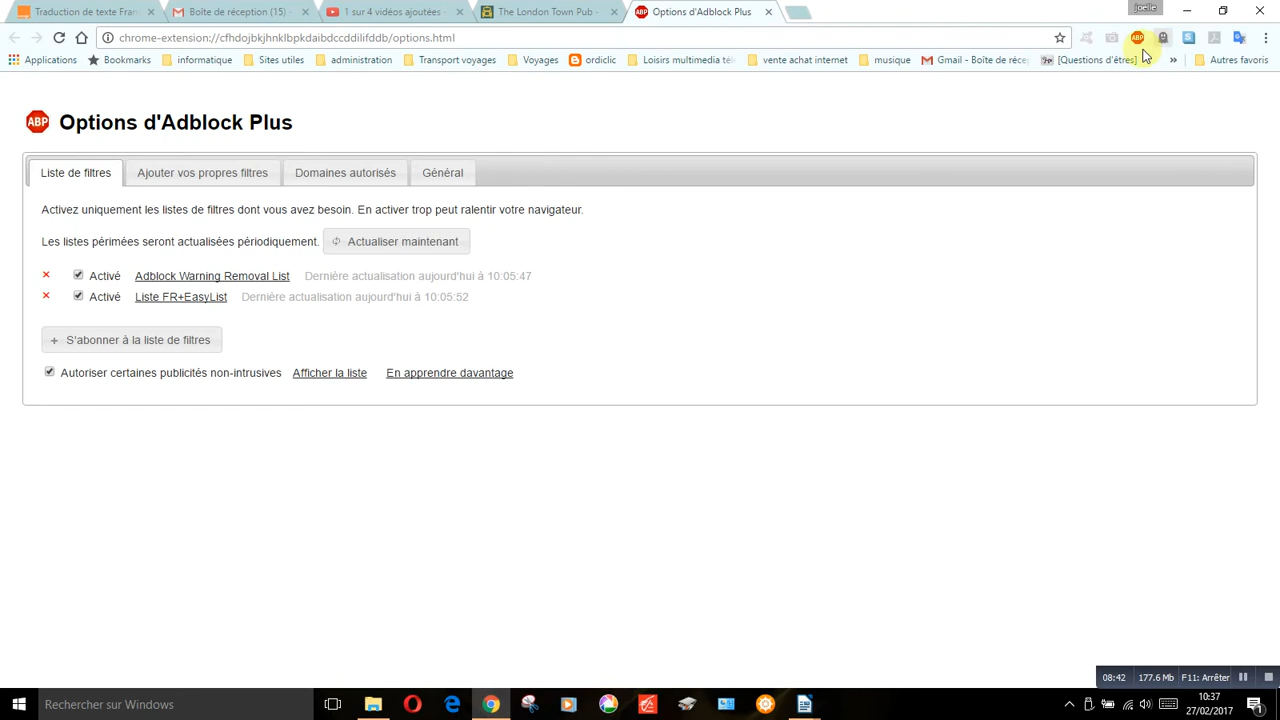 Traduction de texte Fran
Boîte de réception (15) -
1 sur 4 vidéos ajoutées -
The London Town Pub -
ABP Options d'Adblock Plus
Joelle
chrome-extension://cfhdojbkjhnklbpkdaibdccddilifddb/options.html
ABP
S
Applications
Bookmarks
informatique
Sites utiles
administration
Transport voyages
Voyages
ordiclic
Loisirs multimedia télé
vente achat internet
musique
Gmail - Boîte de réce
[Questions d'êtres]
»
Autres favoris
ABP Options d'Adblock Plus
Liste de filtres
Ajouter vos propres filtres
Domaines autorisés
Général
Activez uniquement les listes de filtres dont vous avez besoin. En activer trop peut ralentir votre navigateur.
Les listes périmées seront actualisées périodiquement. Actualiser maintenant
Activé Adblock Warning Removal List Dernière actualisation aujourd'hui à 10:05:47
Activé Liste FR+EasyList Dernière actualisation aujourd'hui à 10:05:52
+ S'abonner à la liste de filtres
Autoriser certaines publicités non-intrusives Afficher la liste En apprendre davantage
08:42 177.6 Mb F11: Arrêter
Rechercher sur Windows
10:37
27/02/2017
1